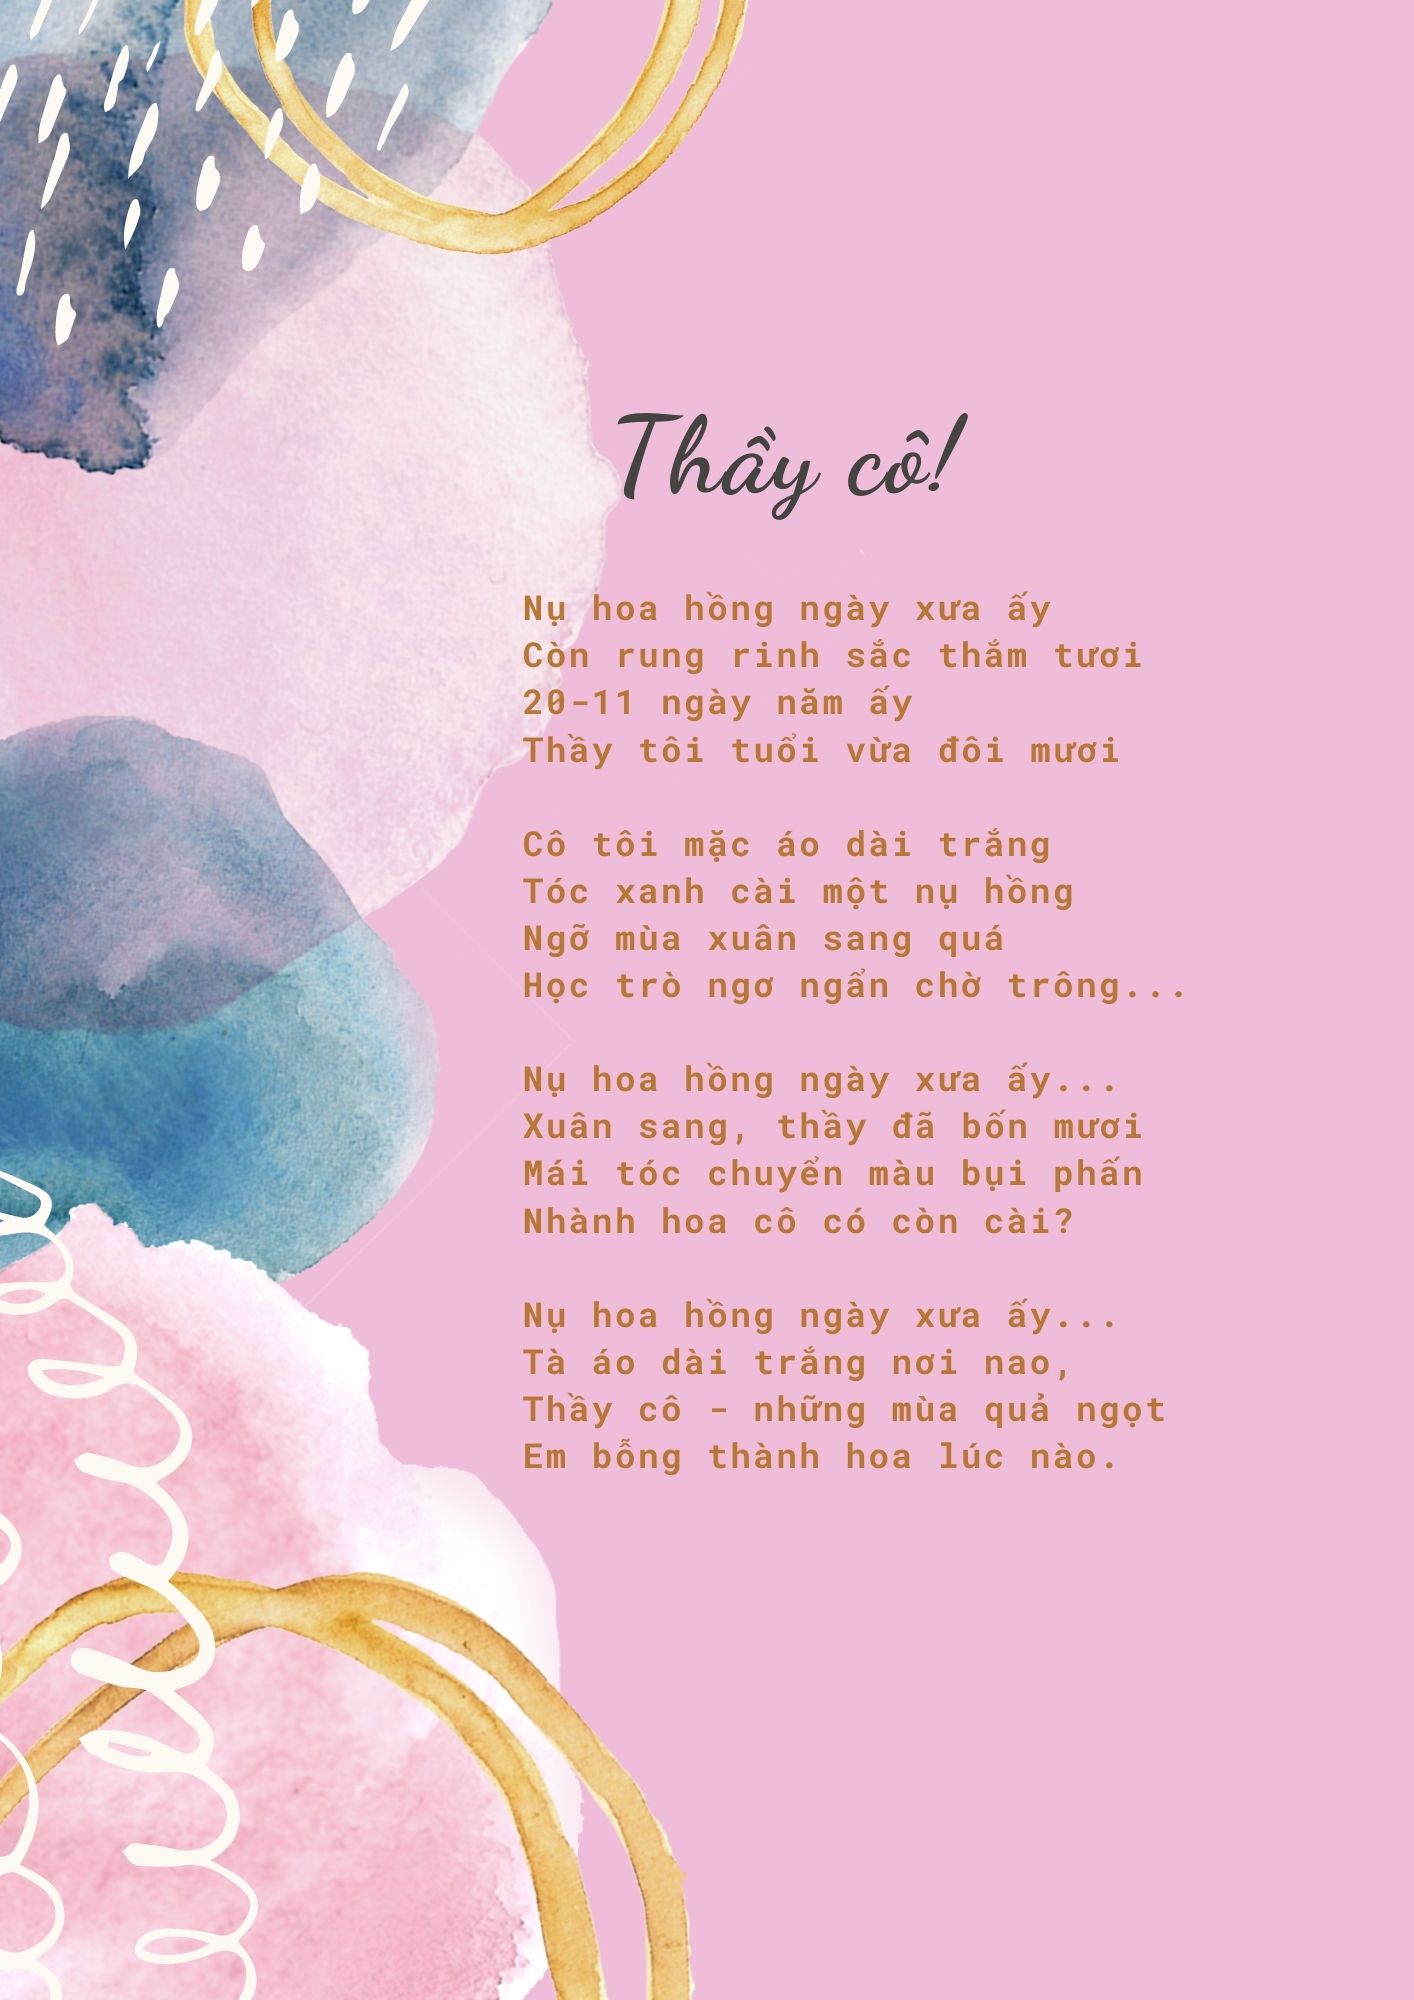 Thầy cô!
Nụ hoa hồng ngày xưa ấy
Còn rung rinh sắc thắm tươi
20-11 ngày năm ấy
Thầy tôi tuổi vừa đôi mươi
Cô tôi mặc áo dài trắng
Tóc xanh cài một nụ hồng
Ngỡ mùa xuân sang quá
Học trò ngơ ngẩn chờ trông...
Nụ hoa hồng ngày xưa ấy...
Xuân sang, thầy đã bốn mươi
Mái tóc chuyển màu bụi phấn
Nhành hoa cô có còn cài?
Nụ hoa hồng ngày xưa ấy...
Tà áo dài trắng nơi nao,
Thầy cô - những mùa quả ngọt
Em bỗng thành hoa lúc nào.